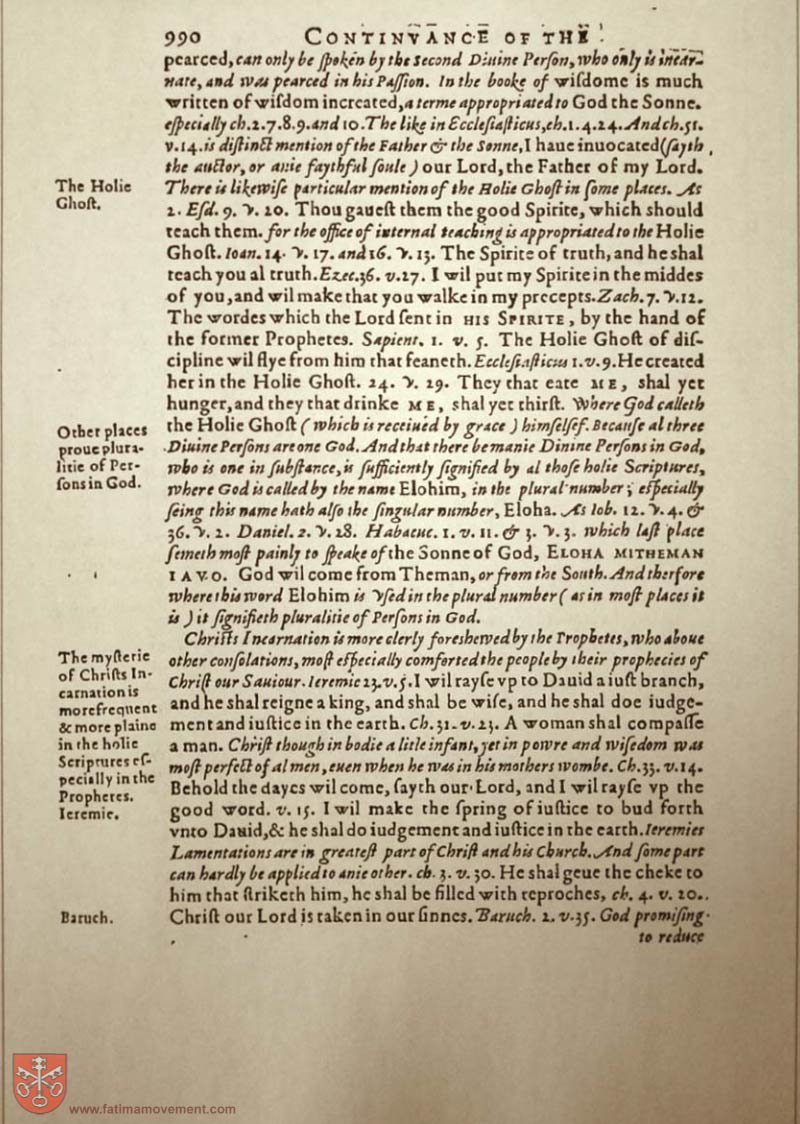 990 CONTINVANCE OF THE
pearced, can only be ſpoken by the second Diuine Perſon, who only is incar-
nate, and was pearced in his Paſſion. In the booke of wiſdome is much
written of wiſdom increated, a terme appropriated to God the Sonne.
eſpecially ch. 2. 7. 8. 9. and 10. The like in Eccleſiaſticus, ch. 1. 4. 24. And ch. 51.
v. 14. is diſtinct mention of the Father & the Sonne, I haue inuocated (ſayth
the auctor, or anie faythful ſoule) our Lord, the Father of my Lord.
The Holie
Ghoſt.
There is likewiſe particular mention of the Holie Ghoſt in ſome places. As
2. Eſd. 9. v. 20. Thou gaueſt them the good Spirite, which should
teach them. for the office of internal teaching is appropriated to the Holie
Ghoſt. Ioan. 14. v. 17. and 16. v. 13. The Spirite of truth, and he shal
teach you al truth. Ezec. 36. v. 27. I wil put my Spirite in the middes
of you, and wil make that you walke in my precepts. Zach. 7. v. 12.
The wordes which the Lord ſent in HIS SPIRITE, by the hand of
the former Prophetes. Sapient. 1. v. 5. The Holie Ghoſt of diſ-
cipline wil flye from him that feaneth. Eccleſiaſticus 1. v. 9. He created
her in the Holie Ghoſt. 24. v. 29. They that eate ME, shal yet
hunger, and they that drinke ME, shal yet thirſt. Where God calleth
the Holie Ghoſt (which is receiued by grace) himſelſef. Becauſe al three
Other places
proue plura-
litie of Per-
ſons in God.
Diuine Perſons are one God. And that there be manie Dinine Perſons in God,
who is one in ſubſtance, is ſufficiently ſignified by al thoſe holie Scriptures,
where God is called by the name Elohim, in the plural number; eſpecially
ſeing this name hath alſo the ſingular number, Eloha. As Iob. 12. v. 4. &
36. v. 2. Daniel. 2. v. 28. Habacuc. 1. v. 11. & 3. v. 3. which laſt place
ſemeth moſt painly to ſpeake of the Sonne of God, ELOHA MITHEMAN
IAVO. God wil come from Theman, or from the South. And therfore
where this word Elohim is vſed in the plural number (as in moſt places it
is) it ſignifieth pluralitie of Perſons in God.
Chriſts Incarnation is more clerly foreshewed by the Prophetes, who aboue
The myſterie
of Chriſts In-
carnation is
more frequent
& more plaine
in the holie
Scriptures eſ-
pecially in the
Prophetes.
Ieremie.
other conſolations, moſt eſpecially comforted the people by their prophecies of
Chriſt our Sauiour. Ieremie 23. v. 5. I wil rayſe vp to Dauid a iuſt branch,
and he shal reigne a king, and shal be wiſe, and he shal doe iudge-
ment and iuſtice in the earth. Ch. 31. v. 23. A woman shal compaſſe
a man. Chriſt though in bodie a litle infant, yet in powre and wiſedom was
moſt perfect of al men, euen when he was in his mothers wombe. Ch. 33. v. 14.
Behold the dayes wil come, ſayth our Lord, and I wil rayſe vp the
good word. v. 15. I wil make the ſpring of iuſtice to bud forth
vnto Dauid, & he shal do iudgement and iuſtice in the earth. Ieremies
Lamentations are in greateſt part of Chriſt and his Church. And ſome part
can hardly be applied to anie other. ch. 3. v. 30. He shal geue the cheke to
him that ſtriketh him, he shal be filled with reproches, ch. 4. v. 20.
Baruch.
Chriſt our Lord is taken in our ſinnes. Baruch. 2. v. 35. God promiſing
to reduce
www.fatimamovement.com